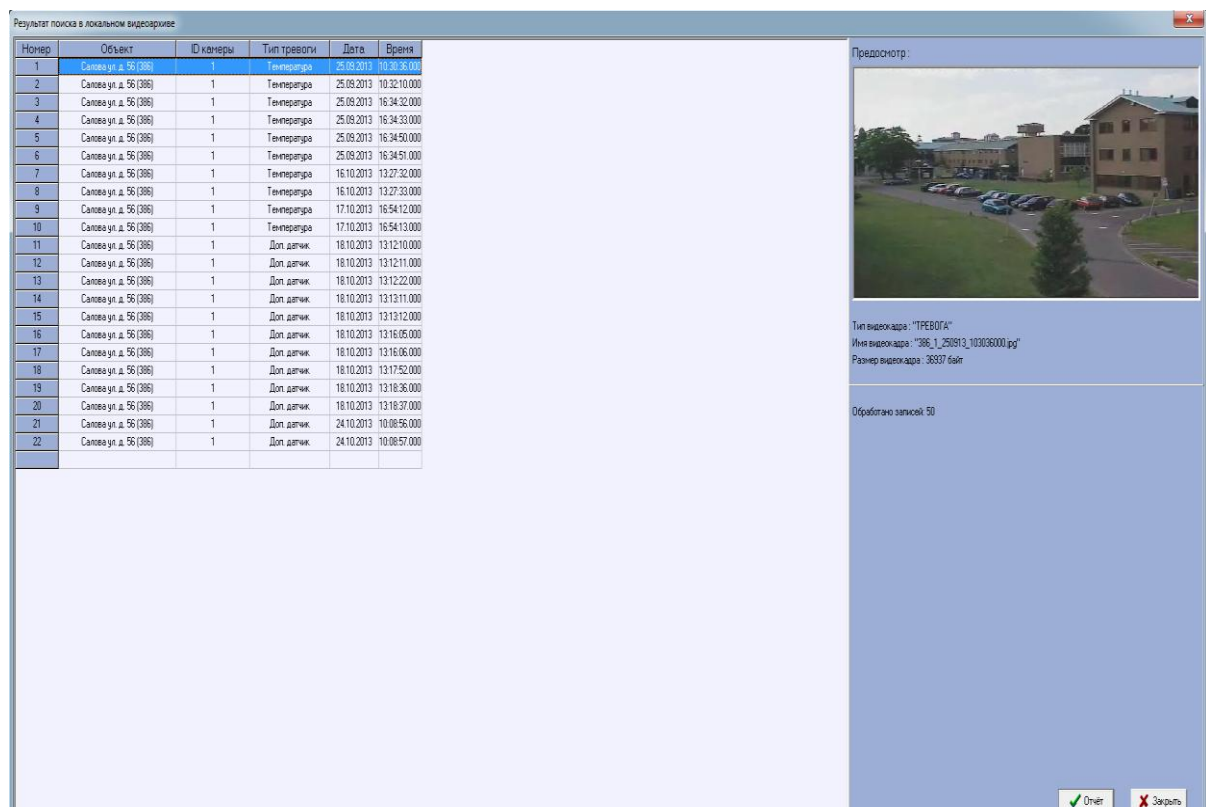 Результат поиска в локальном видеоархиве
Номер Объект ID камеры Тип тревоги Дата Время
1 Салова ул. д. 56 (386) 1 Температура 25.09.2013 10:30:36.000
2 Салова ул. д. 56 (386) 1 Температура 25.09.2013 10:32:10.000
3 Салова ул. д. 56 (386) 1 Температура 25.09.2013 16:34:32.000
4 Салова ул. д. 56 (386) 1 Температура 25.09.2013 16:34:33.000
5 Салова ул. д. 56 (386) 1 Температура 25.09.2013 16:34:50.000
6 Салова ул. д. 56 (386) 1 Температура 25.09.2013 16:34:51.000
7 Салова ул. д. 56 (386) 1 Температура 16.10.2013 13:27:32.000
8 Салова ул. д. 56 (386) 1 Температура 16.10.2013 13:27:33.000
9 Салова ул. д. 56 (386) 1 Температура 17.10.2013 16:54:12.000
10 Салова ул. д. 56 (386) 1 Температура 17.10.2013 16:54:13.000
11 Салова ул. д. 56 (386) 1 Доп. датчик 18.10.2013 13:12:10.000
12 Салова ул. д. 56 (386) 1 Доп. датчик 18.10.2013 13:12:11.000
13 Салова ул. д. 56 (386) 1 Доп. датчик 18.10.2013 13:12:22.000
14 Салова ул. д. 56 (386) 1 Доп. датчик 18.10.2013 13:13:11.000
15 Салова ул. д. 56 (386) 1 Доп. датчик 18.10.2013 13:13:12.000
16 Салова ул. д. 56 (386) 1 Доп. датчик 18.10.2013 13:16:05.000
17 Салова ул. д. 56 (386) 1 Доп. датчик 18.10.2013 13:16:06.000
18 Салова ул. д. 56 (386) 1 Доп. датчик 18.10.2013 13:17:52.000
19 Салова ул. д. 56 (386) 1 Доп. датчик 18.10.2013 13:18:36.000
20 Салова ул. д. 56 (386) 1 Доп. датчик 18.10.2013 13:18:37.000
21 Салова ул. д. 56 (386) 1 Доп. датчик 24.10.2013 10:08:56.000
22 Салова ул. д. 56 (386) 1 Доп. датчик 24.10.2013 10:08:57.000
Предосмотр :
Тип видеокадра : "ТРЕВОГА"
Имя видеокадра : "386_1_250913_103036000.jpg"
Размер видеокадра : 36937 байт
Обработано записей: 50
Отчёт Закрыть